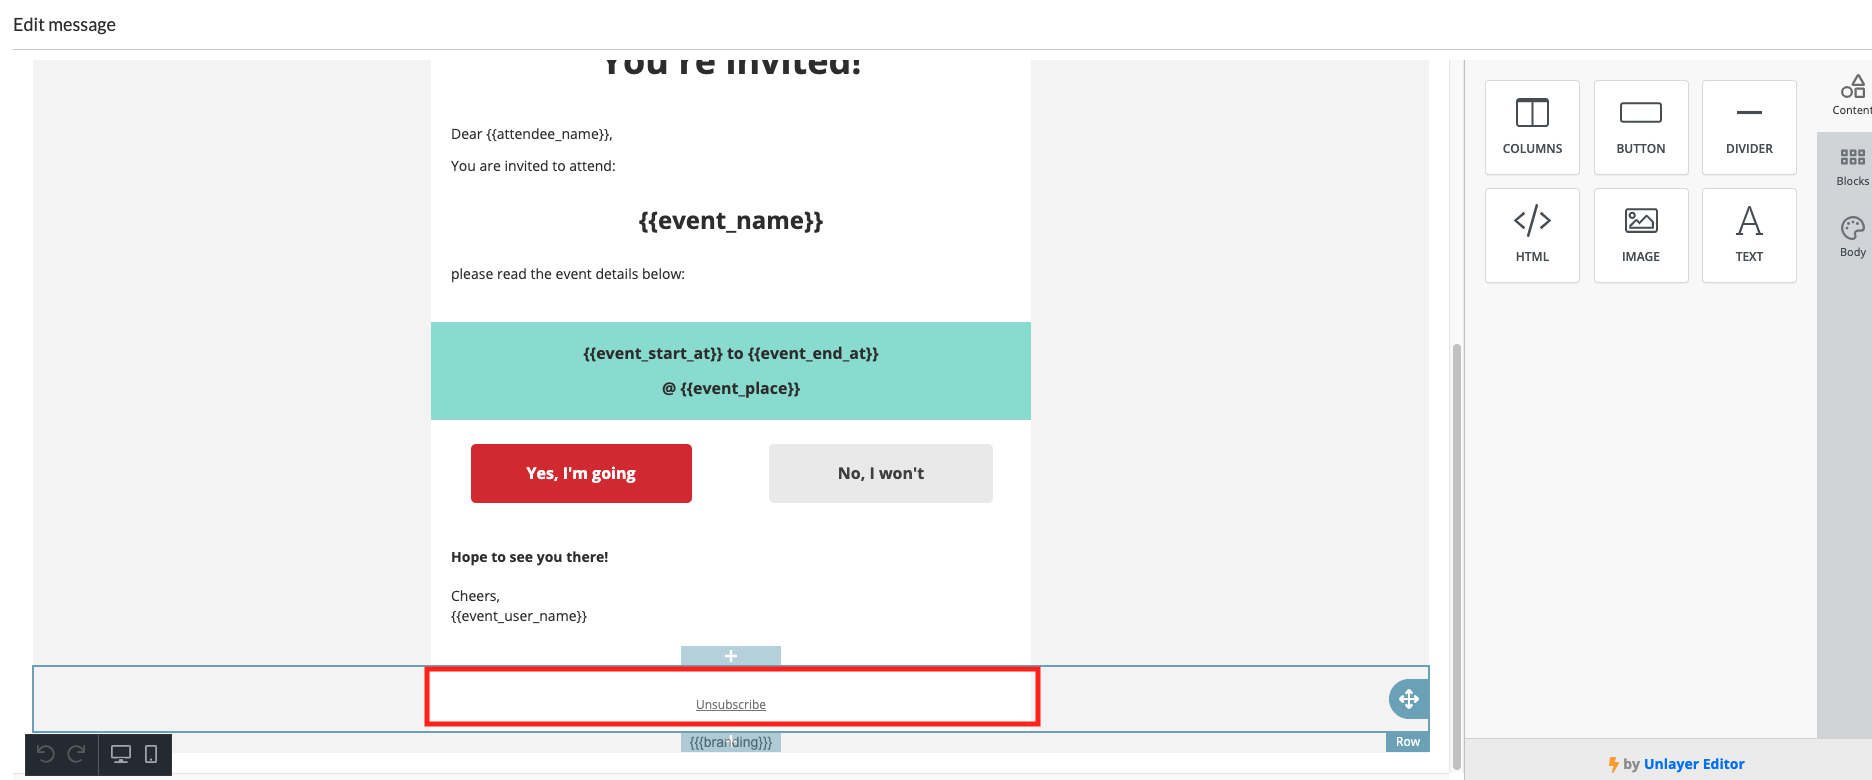 Edit message
You're invited!
Dear {{attendee_name}},
You are invited to attend:
{{event_name}}
please read the event details below:
{{event_start_at}} to {{event_end_at}}
@ {{event_place}}
Yes, I'm going
No, I won't
Hope to see you there!
Cheers,
{{event_user_name}}
Unsubscribe
{{{branding}}}
Row
COLUMNS
BUTTON
DIVIDER
HTML
IMAGE
TEXT
Content
Blocks
Body
by Unlayer Editor